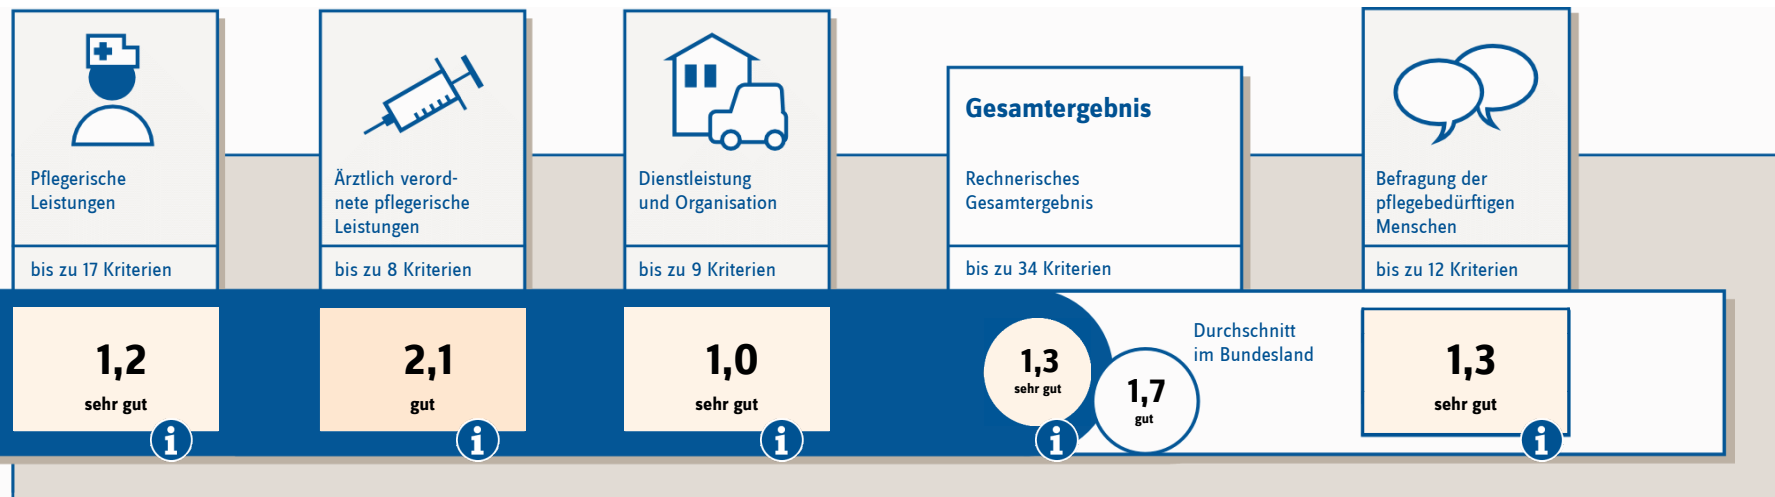 Pflegerische
Leistungen
bis zu 17 Kriterien
1,2
sehr gut
i
Ärztlich verord-
nete pflegerische
Leistungen
bis zu 8 Kriterien
2,1
gut
i
Dienstleistung
und Organisation
bis zu 9 Kriterien
1,0
sehr gut
i
Gesamtergebnis
Rechnerisches
Gesamtergebnis
bis zu 34 Kriterien
1,3
sehr gut
i
1,7
gut
Durchschnitt
im Bundesland
Befragung der
pflegebedürftigen
Menschen
bis zu 12 Kriterien
1,3
sehr gut
i